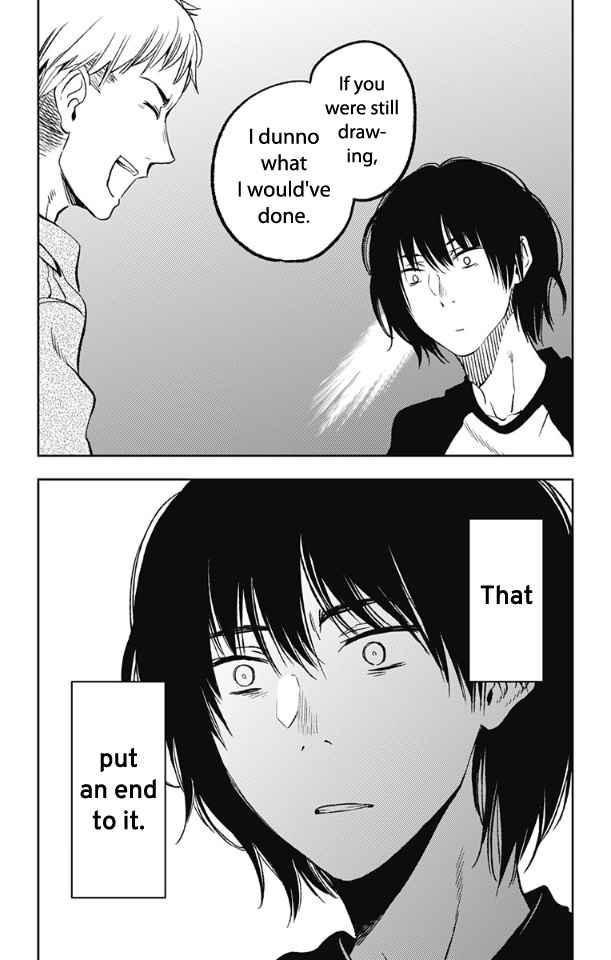 If you
were still
draw-
ing,
I dunno
what
I would've
done.
That
put
an end
to it.